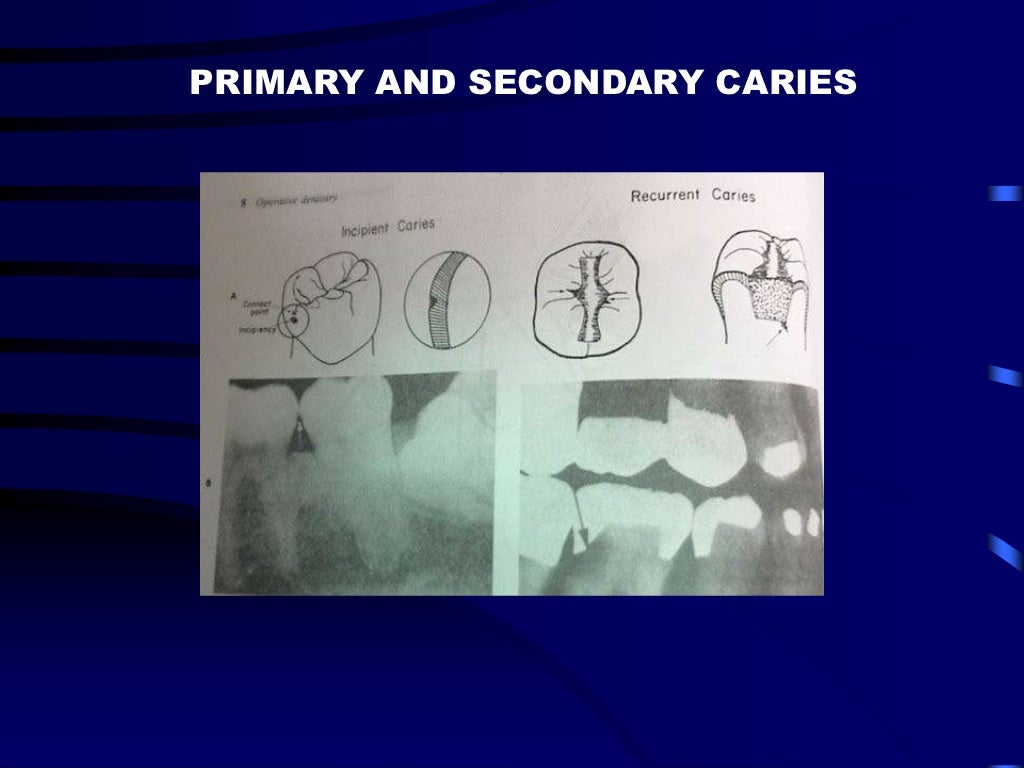 PRIMARY AND SECONDARY CARIES
8 Operative dentistry
Recurrent Caries
Incipient Caries
A
Contact
point
Incipiency
B